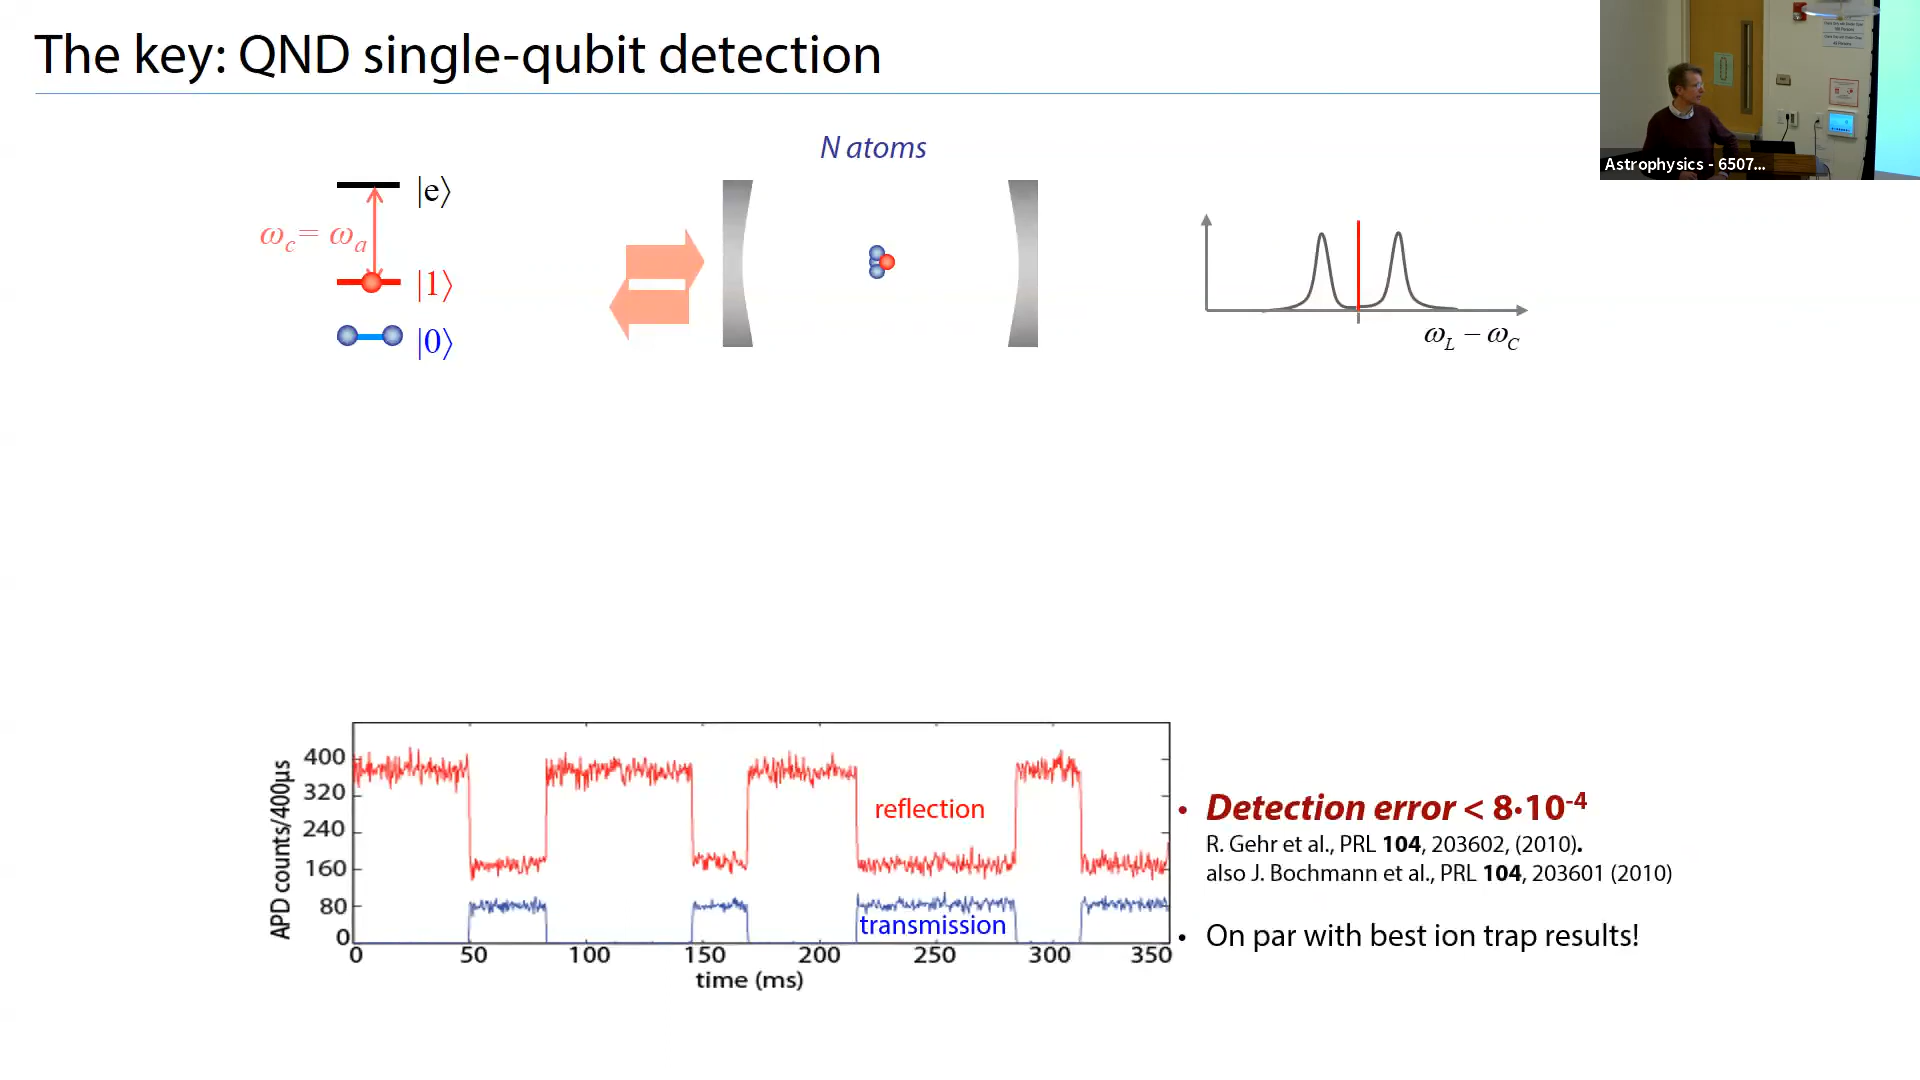 The key: QND single-qubit detection
Astrophysics - 6507...
N atoms
|e⟩
ω_c = ω_a
|1⟩
|0⟩
ω_L − ω_C
APD counts/400µs
400
320
240
160
80
0
reflection
transmission
0 50 100 150 200 250 300 350
time (ms)
• Detection error < 8·10⁻⁴
R. Gehr et al., PRL 104, 203602, (2010).
also J. Bochmann et al., PRL 104, 203601 (2010)
• On par with best ion trap results!